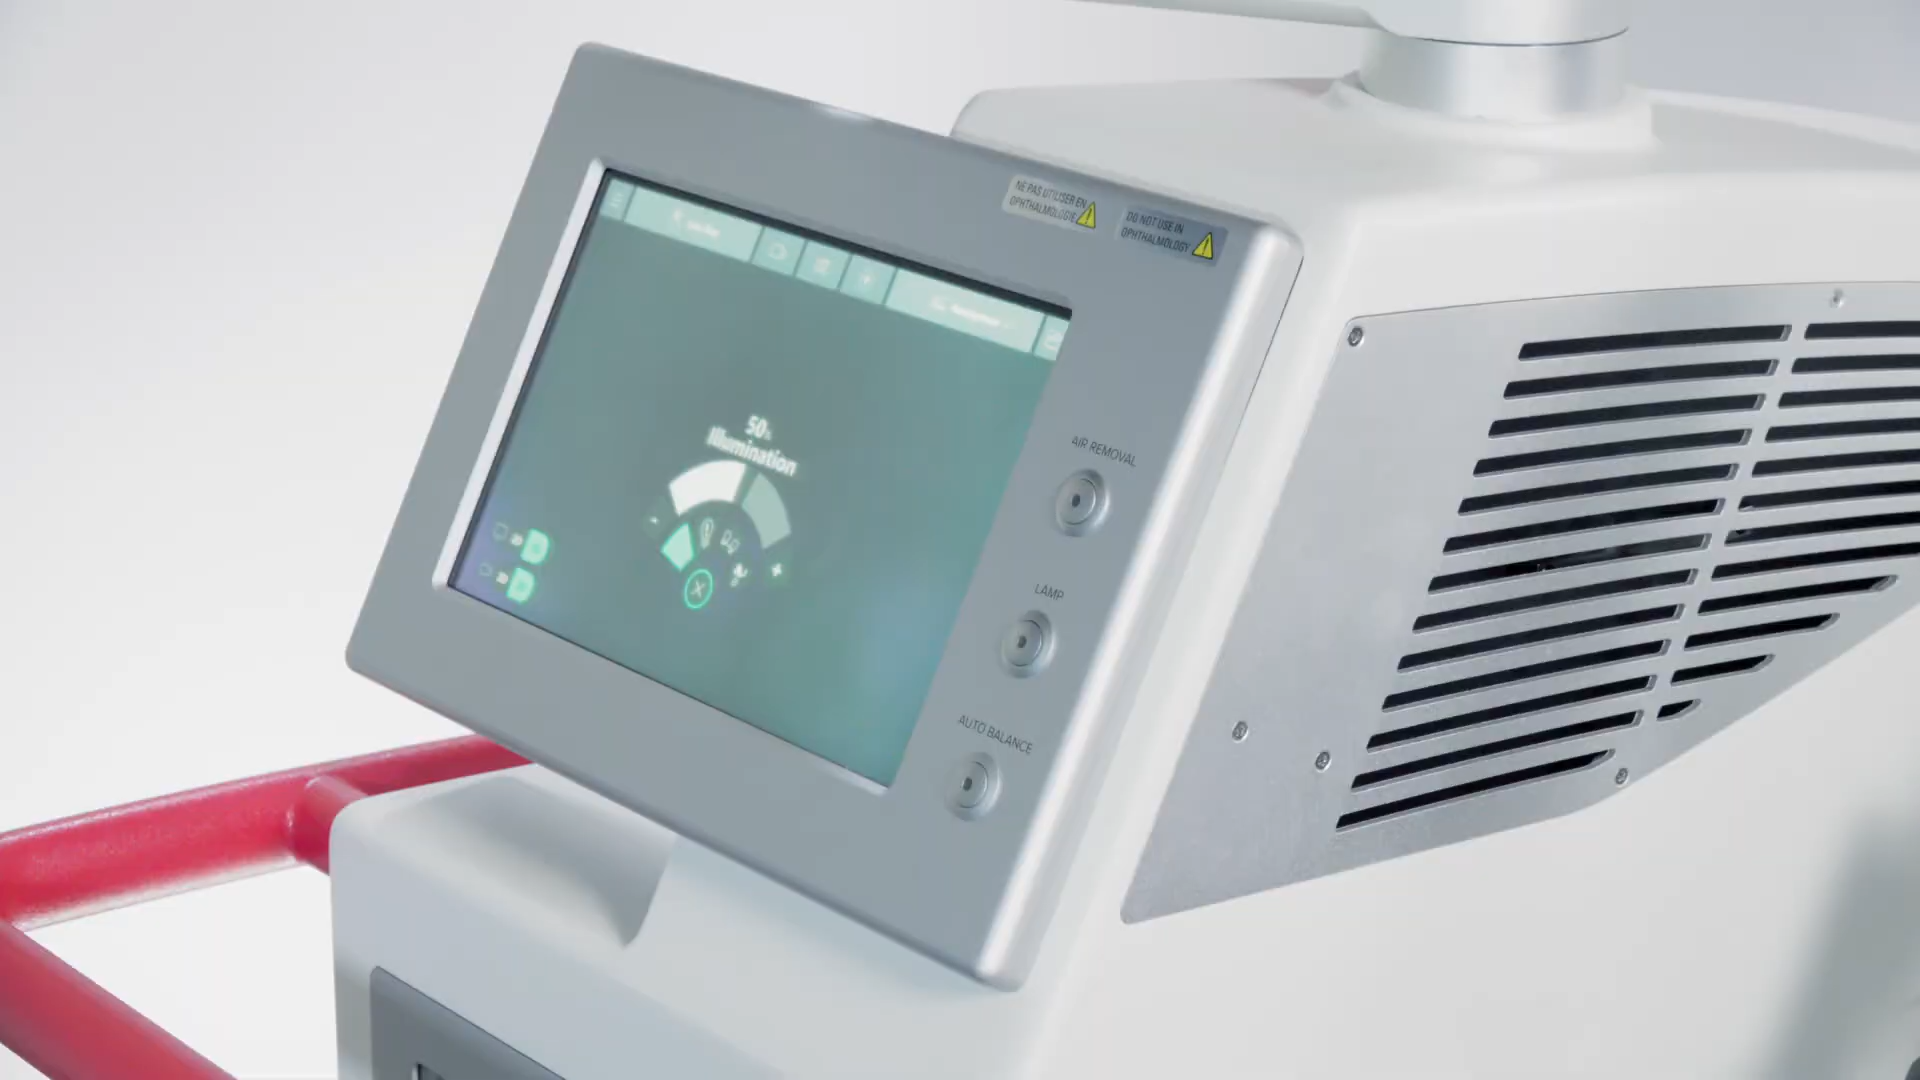 NE PAS UTILISER EN
OPHTHALMOLOGIE
DO NOT USE IN
OPHTHALMOLOGY
50%
Illumination
AIR REMOVAL
LAMP
AUTO BALANCE